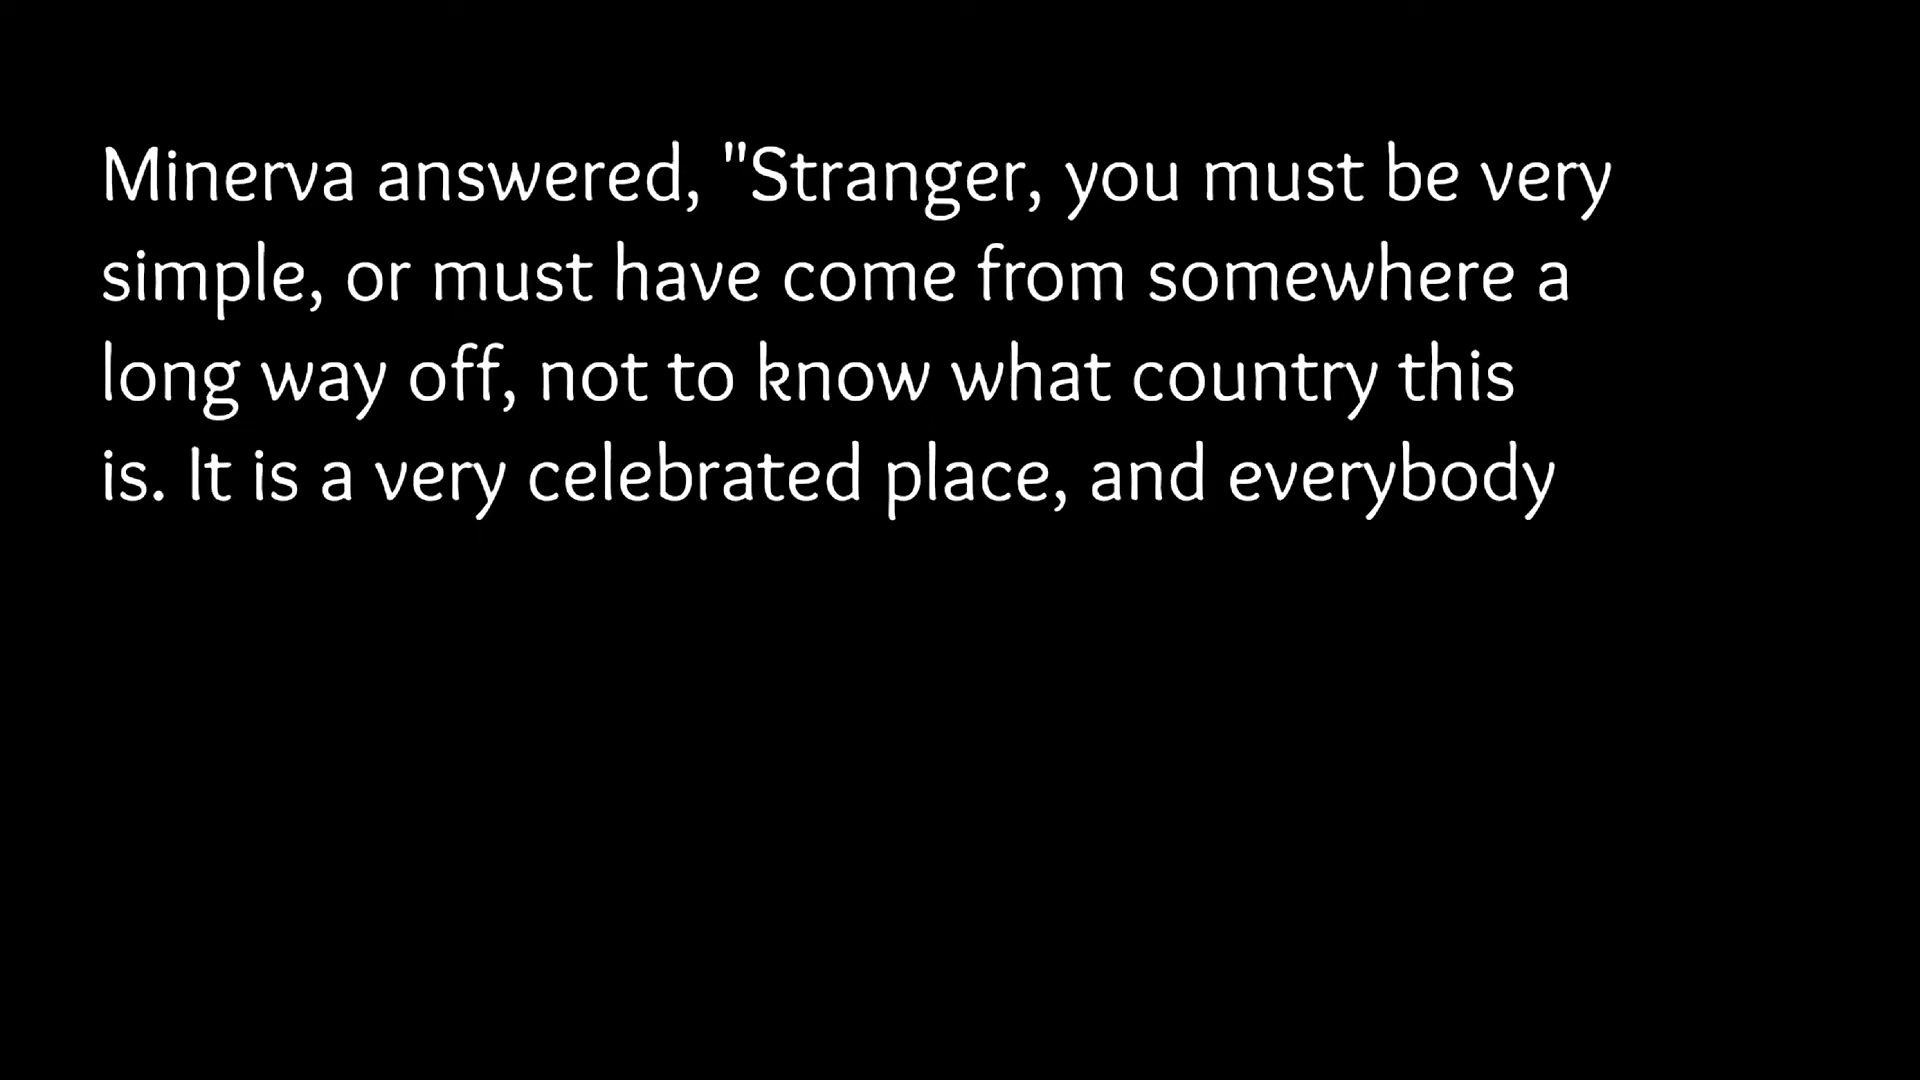 Minerva answered, "Stranger, you must be very
simple, or must have come from somewhere a
long way off, not to know what country this
is. It is a very celebrated place, and everybody